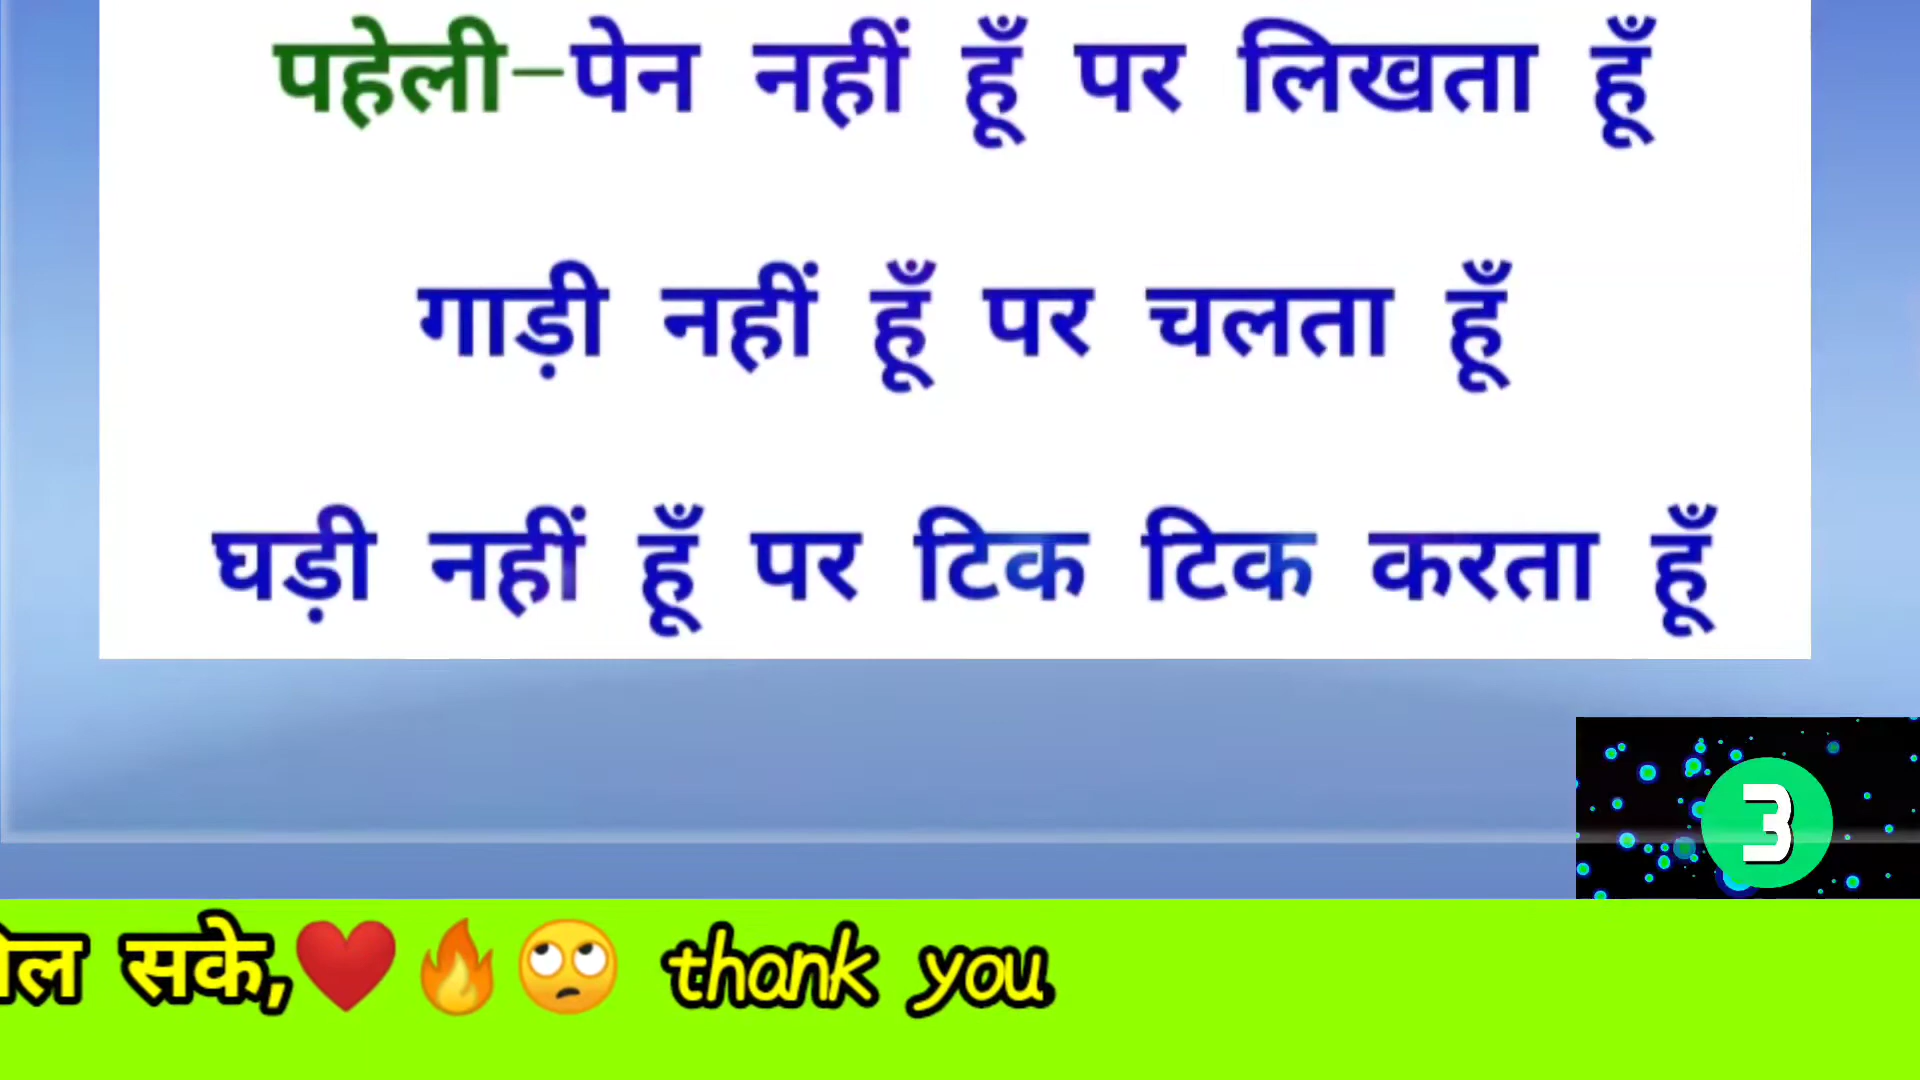 पहेली-पेन नहीं हूँ पर लिखता हूँ
गाड़ी नहीं हूँ पर चलता हूँ
घड़ी नहीं हूँ पर टिक टिक करता हूँ
3
सके,❤️🔥🙄 thank you